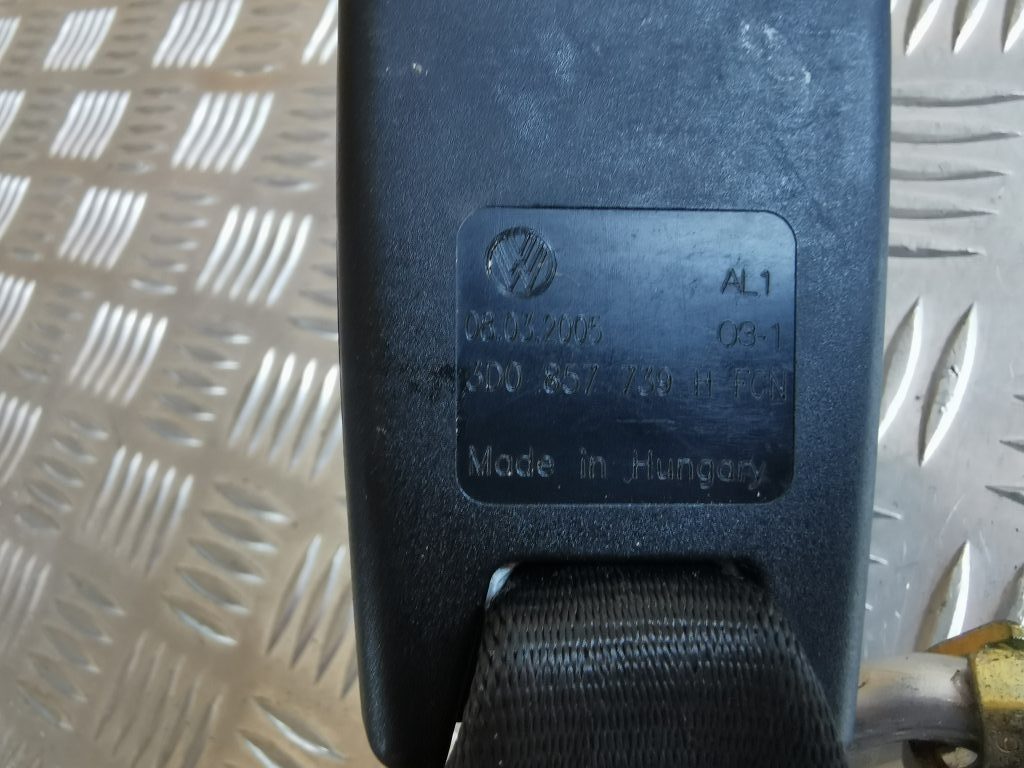 AL1
08.03.2005 03-1
3D0 857 739 H FCN
Made in Hungary